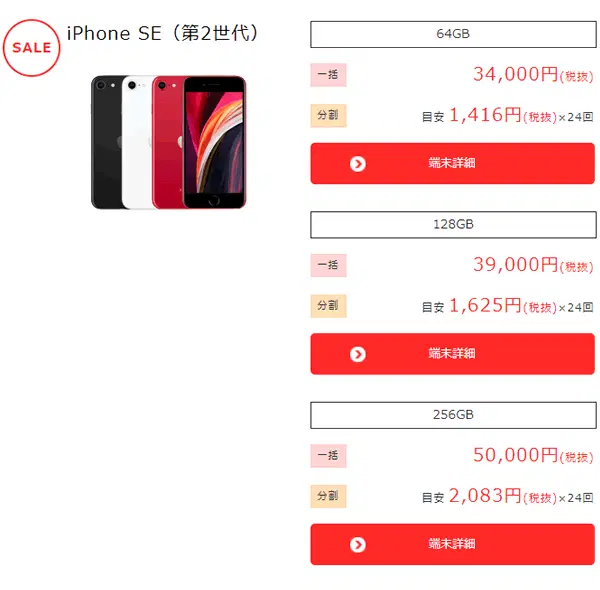 SALE
iPhone SE（第2世代）
64GB
一括 34,000円(税抜)
分割 目安 1,416円(税抜)×24回
端末詳細
128GB
一括 39,000円(税抜)
分割 目安 1,625円(税抜)×24回
端末詳細
256GB
一括 50,000円(税抜)
分割 目安 2,083円(税抜)×24回
端末詳細